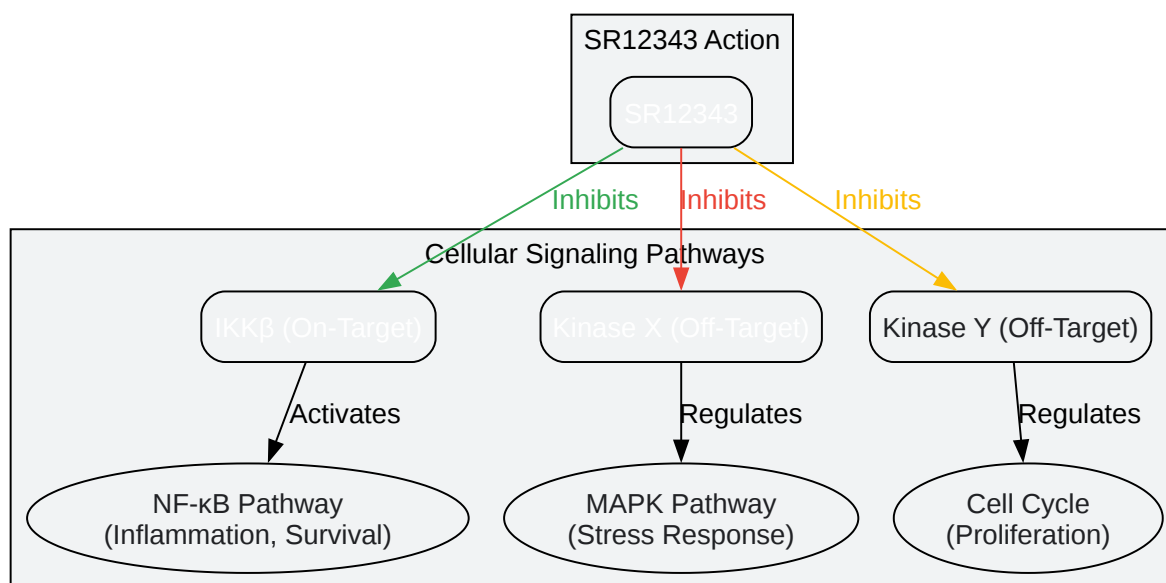 SR12343 Action
SR12343
Inhibits
Inhibits
Inhibits
Cellular Signaling Pathways
IKKβ (On-Target)
Kinase X (Off-Target)
Kinase Y (Off-Target)
Activates
Regulates
Regulates
NF-κB Pathway
(Inflammation, Survival)
MAPK Pathway
(Stress Response)
Cell Cycle
(Proliferation)